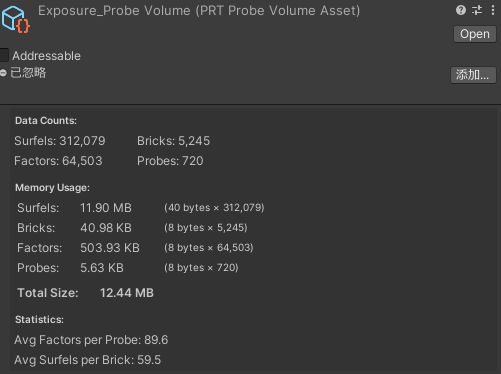 Exposure_Probe Volume (PRT Probe Volume Asset)
Open
Addressable
已忽略
添加...
Data Counts:
Surfels: 312,079 Bricks: 5,245
Factors: 64,503 Probes: 720
Memory Usage:
Surfels: 11.90 MB (40 bytes × 312,079)
Bricks: 40.98 KB (8 bytes × 5,245)
Factors: 503.93 KB (8 bytes × 64,503)
Probes: 5.63 KB (8 bytes × 720)
Total Size: 12.44 MB
Statistics:
Avg Factors per Probe: 89.6
Avg Surfels per Brick: 59.5